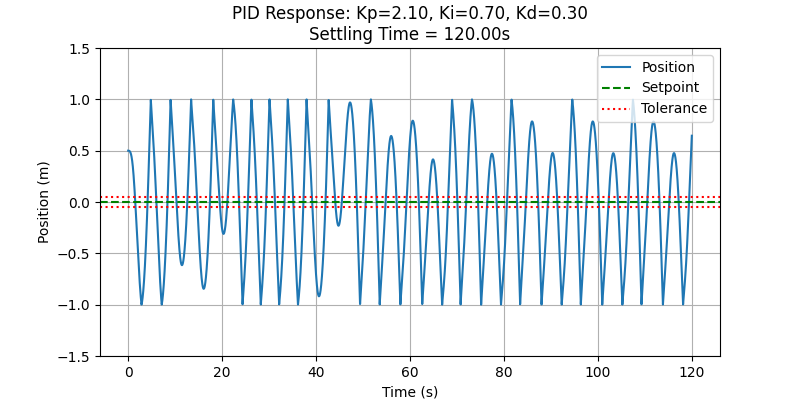 PID Response: Kp=2.10, Ki=0.70, Kd=0.30
Settling Time = 120.00s
Position
Setpoint
Tolerance
1.5
1.0
0.5
0.0
−0.5
−1.0
−1.5
Position (m)
0 20 40 60 80 100 120
Time (s)